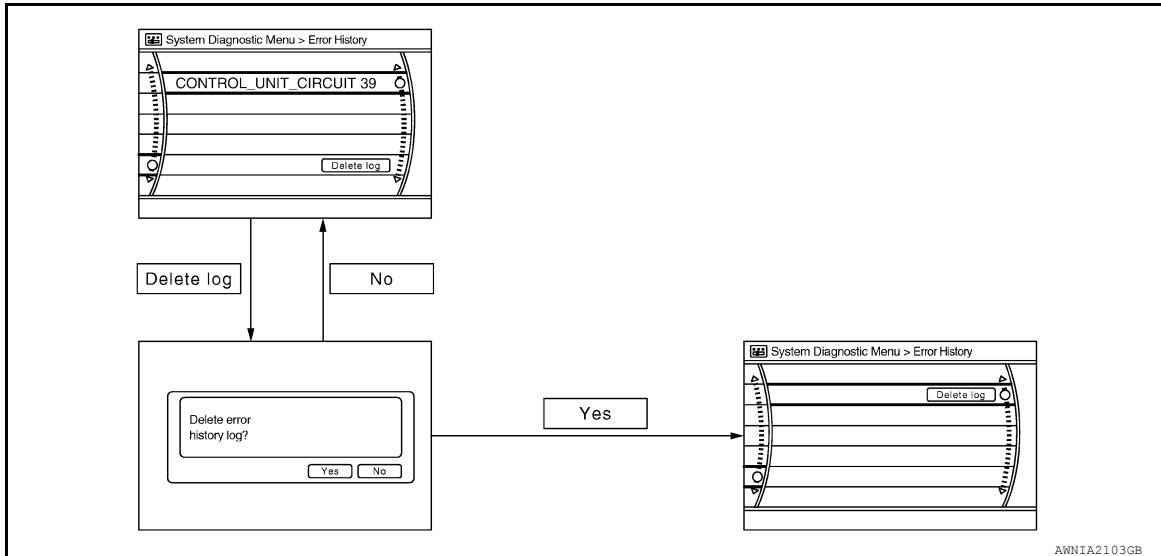 System Diagnostic Menu > Error History
CONTROL_UNIT_CIRCUIT 39
Delete log
Delete log
No
Delete error
history log?
Yes
No
Yes
System Diagnostic Menu > Error History
Delete log
AWNIA2103GB